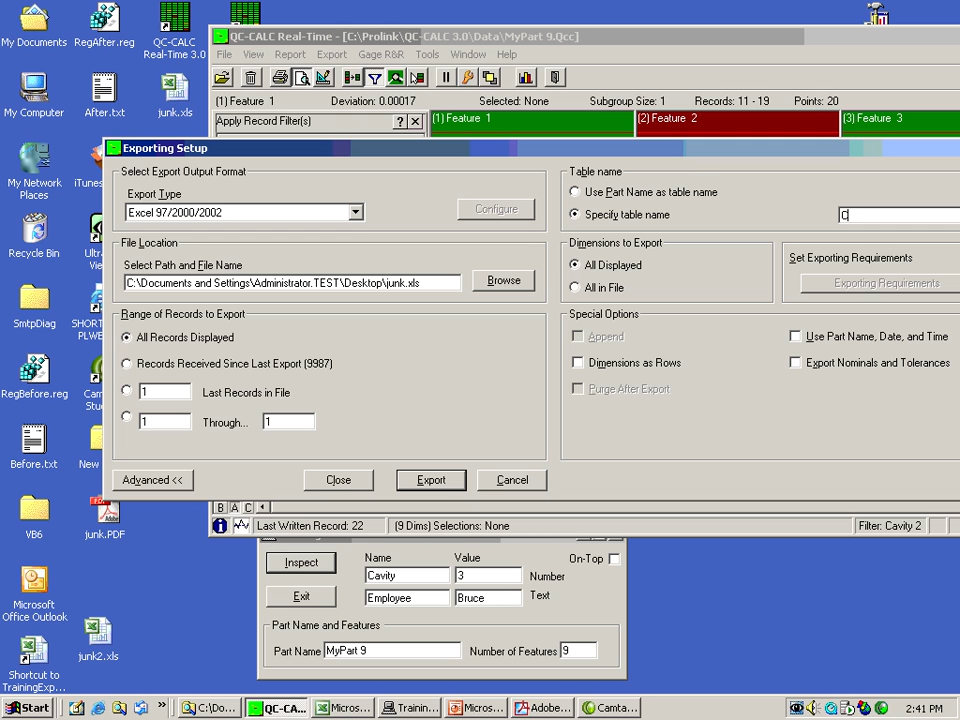 My Documents
RegAfter.reg
QC-CALC
Real-Time 3.0
My Computer
After.txt
junk.xls
My Network
Places
iTunes
Recycle Bin
Ultra
SmtpDiag
SHORT
RegBefore.reg
Cam
Stu
Before.txt
New
VB6
junk.PDF
Microsoft
Office Outlook
Shortcut to
TrainingExp...
junk2.xls
QC-CALC Real-Time - [C:\Prolink\QC-CALC 3.0\Data\MyPart 9.Qcc]
File View Report Export Gage R&R Tools Window Help
(1) Feature 1 Deviation: 0.00017 Selected: None Subgroup Size: 1 Records: 11 - 19 Points: 20
Apply Record Filter(s)
(1) Feature 1
(2) Feature 2
(3) Feature 3
Exporting Setup
Select Export Output Format
Export Type
Excel 97/2000/2002
Configure
File Location
Select Path and File Name
C:\Documents and Settings\Administrator.TEST\Desktop\junk.xls
Browse
Range of Records to Export
All Records Displayed
Records Received Since Last Export (9987)
1 Last Records in File
1 Through... 1
Advanced << Close Export Cancel
Table name
Use Part Name as table name
Specify table name C
Dimensions to Export
All Displayed
All in File
Set Exporting Requirements
Exporting Requirements
Special Options
Append Use Part Name, Date, and Time
Dimensions as Rows Export Nominals and Tolerances
Purge After Export
B A C
Last Written Record: 22 (9 Dims) Selections: None Filter: Cavity 2
Inspect
Exit
Name Value On-Top
Cavity 3 Number
Employee Bruce Text
Part Name and Features
Part Name MyPart 9 Number of Features 9
Start C:\Do... QC-CA... Micros... Trainin... Micros... Adobe... Camta... 2:41 PM